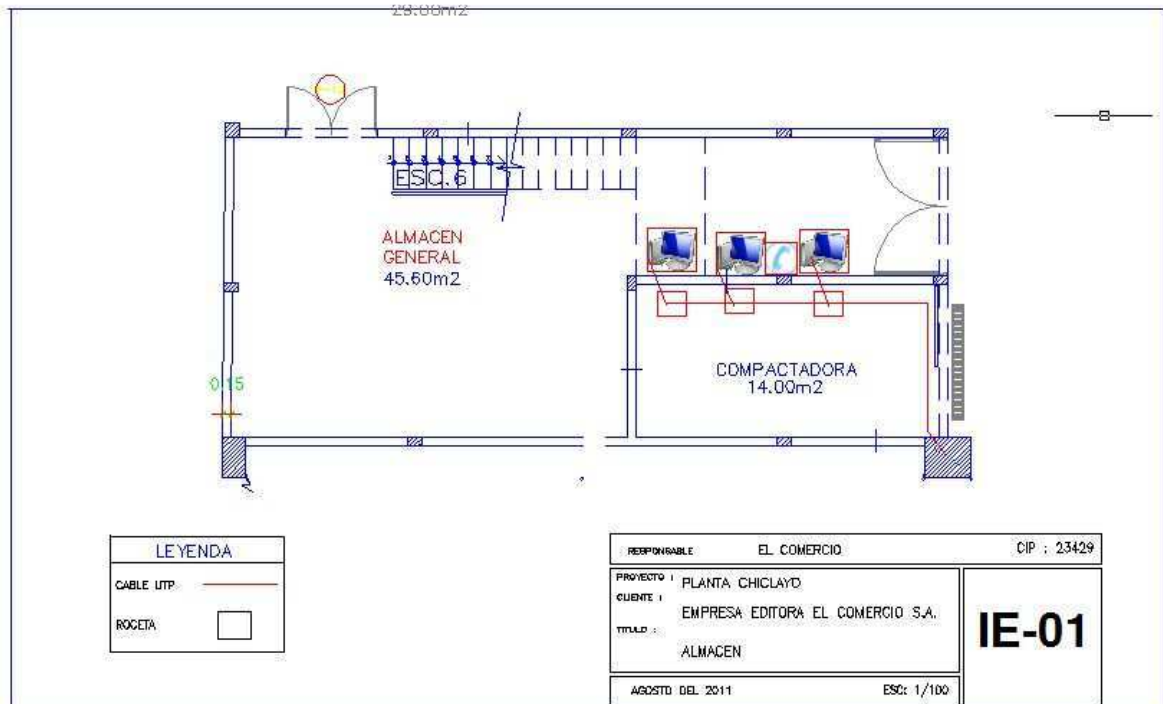 29.00m2
ESC.6
ALMACEN
GENERAL
45.60m2
0.15
COMPACTADORA
14.00m2
LEYENDA
CABLE UTP
ROCETA
RESPONSABLE EL COMERCIO CIP : 23429
PROYECTO : PLANTA CHICLAYO
CLIENTE :
EMPRESA EDITORA EL COMERCIO S.A.
TITULO :
ALMACEN
IE-01
AGOSTO DEL 2011 ESC: 1/100